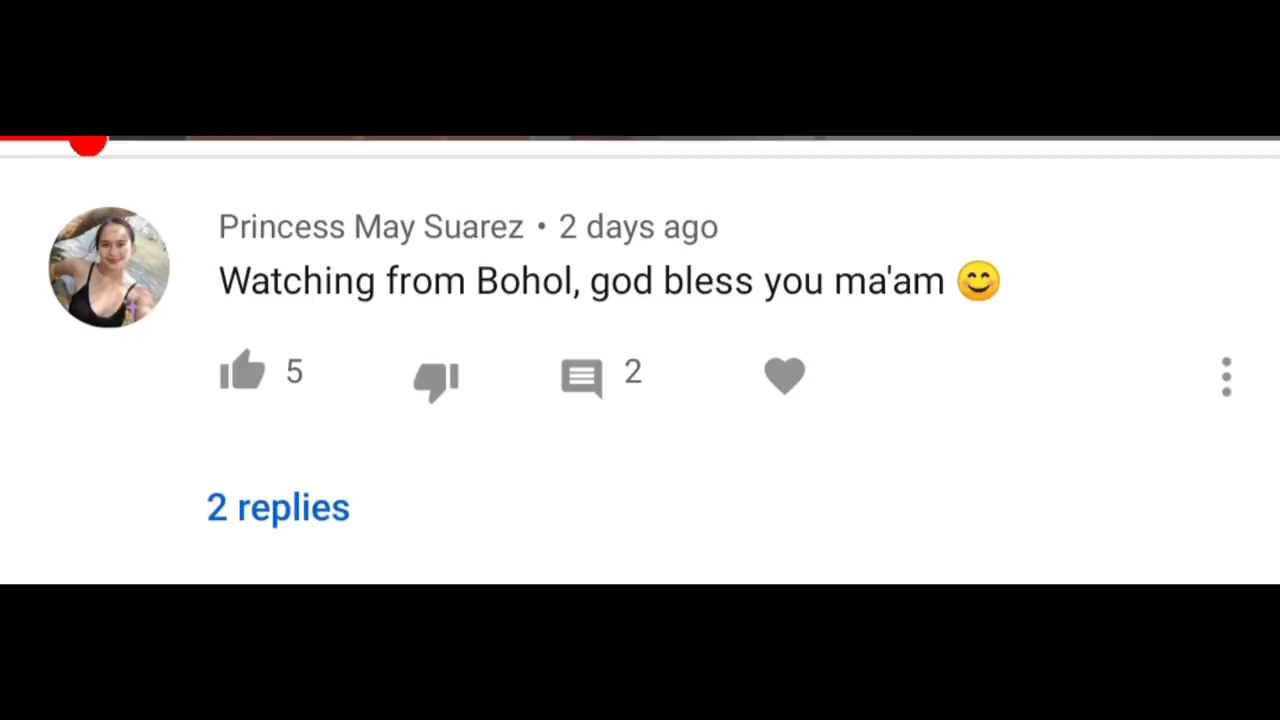 Princess May Suarez • 2 days ago
Watching from Bohol, god bless you ma'am 😊
5
2
2 replies